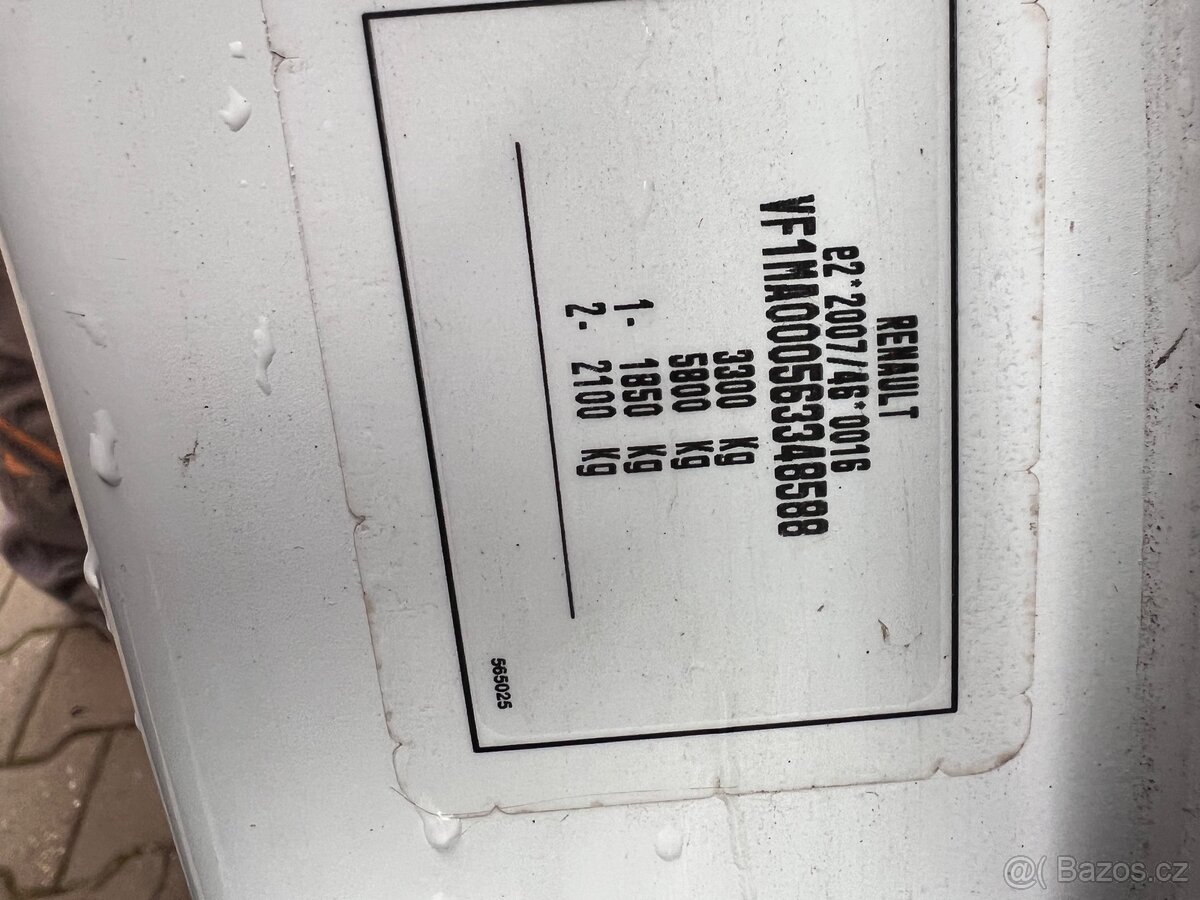 RENAULT
e2*2007/46*0016
VF1MA000563348588
3300 Kg
5800 Kg
1- 1850 Kg
2- 2100 Kg
565025
@( Bazos.cz